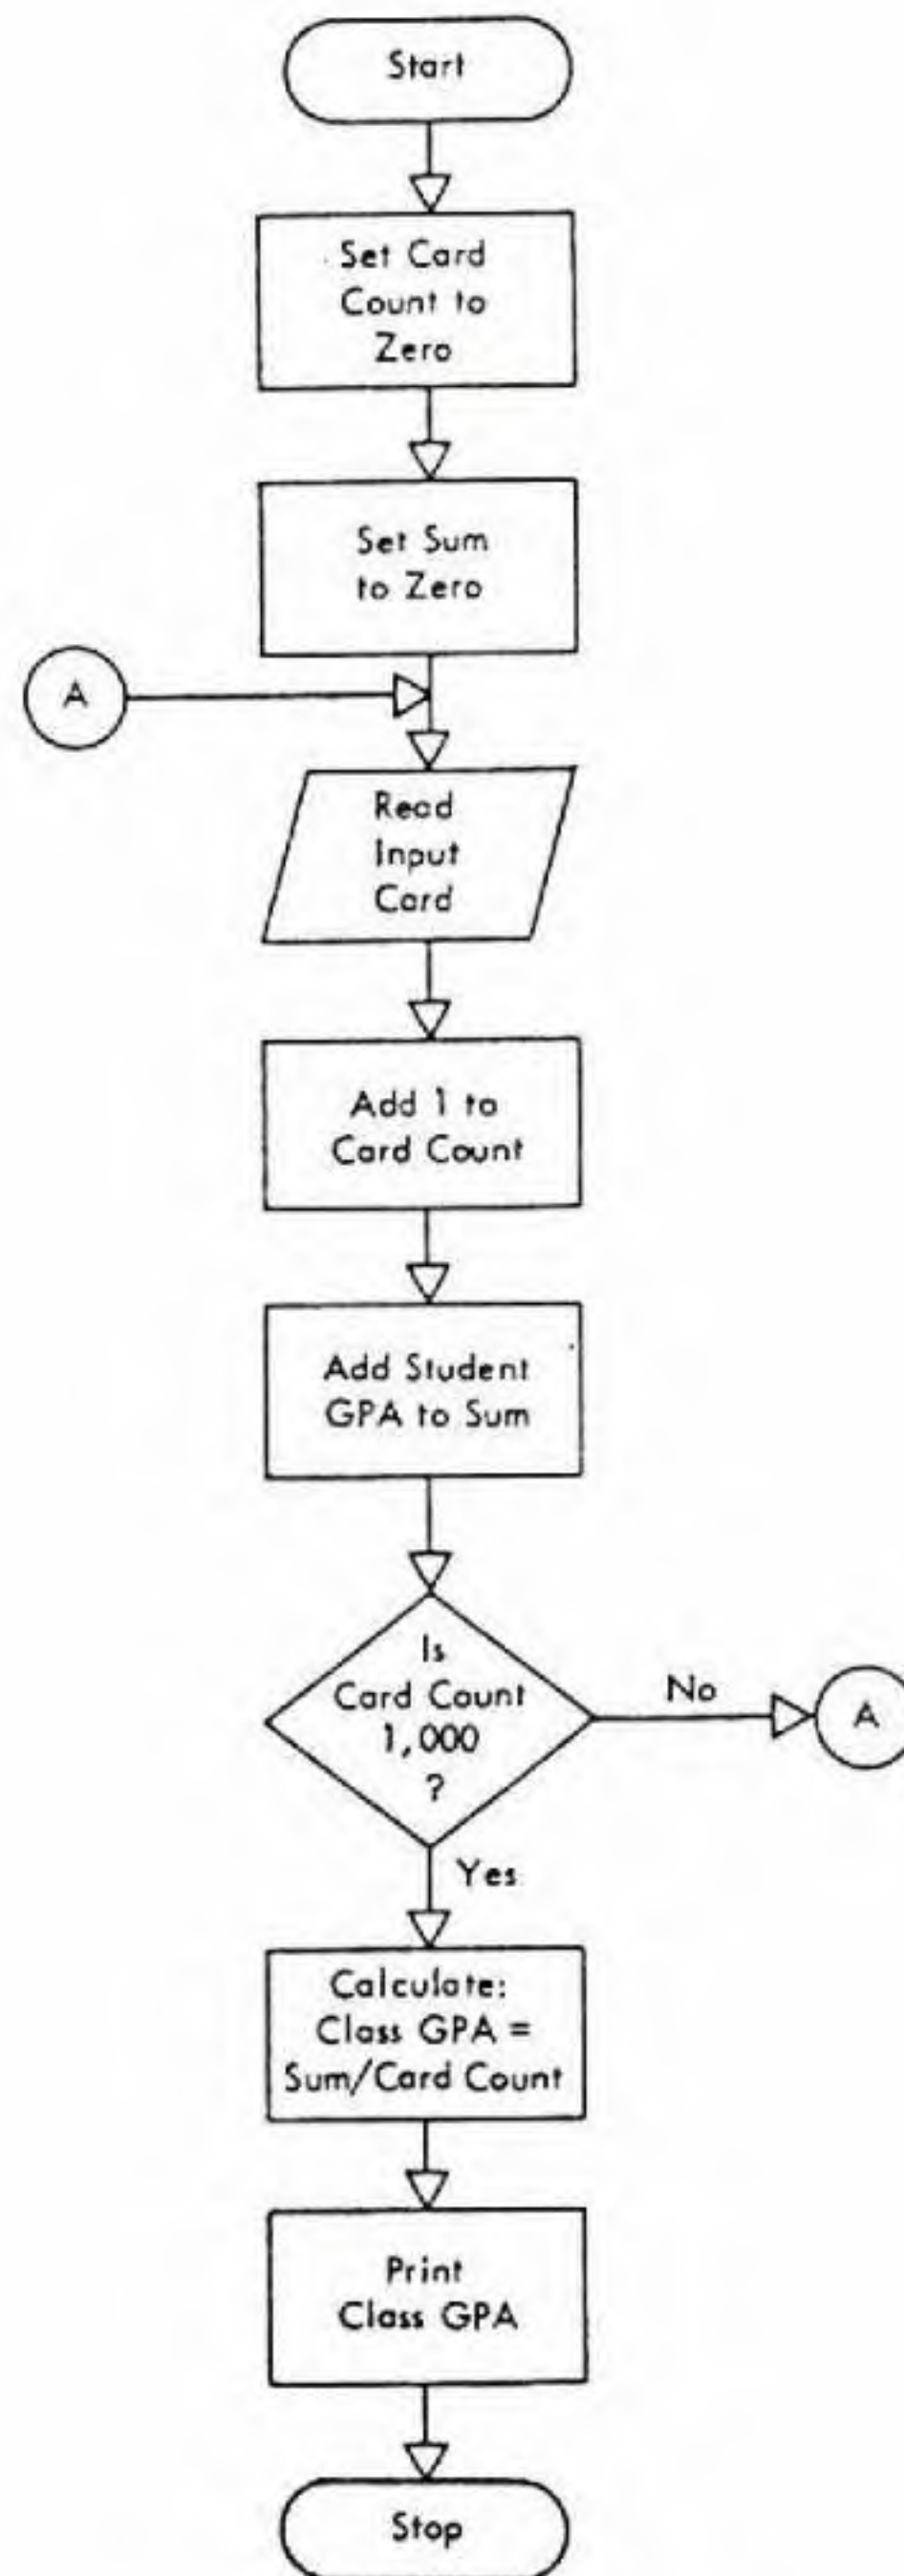 Start
Set Card
Count to
Zero
Set Sum
to Zero
A
Read
Input
Card
Add 1 to
Card Count
Add Student
GPA to Sum
Is
Card Count
1,000
?
No
A
Yes
Calculate:
Class GPA =
Sum/Card Count
Print
Class GPA
Stop